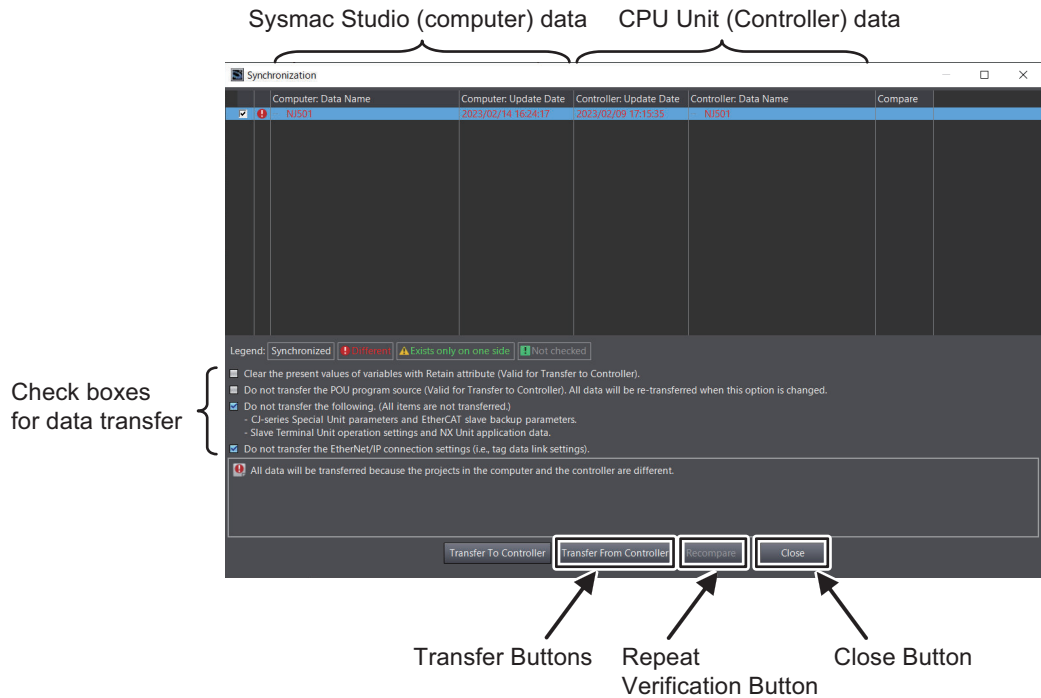 Sysmac Studio (computer) data CPU Unit (Controller) data
Synchronization
Computer: Data Name Computer: Update Date Controller: Update Date Controller: Data Name Compare
NJ501 2023/02/14 16:24:17 2023/02/09 17:15:35 NJ501
Legend: Synchronized Different Exists only on one side Not checked
Clear the present values of variables with Retain attribute (Valid for Transfer to Controller).
Do not transfer the POU program source (Valid for Transfer to Controller). All data will be re-transferred when this option is changed.
Do not transfer the following. (All items are not transferred.)
- CJ-series Special Unit parameters and EtherCAT slave backup parameters.
- Slave Terminal Unit operation settings and NX Unit application data.
Do not transfer the EtherNet/IP connection settings (i.e., tag data link settings).
Check boxes
for data transfer
All data will be transferred because the projects in the computer and the controller are different.
Transfer To Controller Transfer From Controller Recompare Close
Transfer Buttons Repeat Close Button
Verification Button